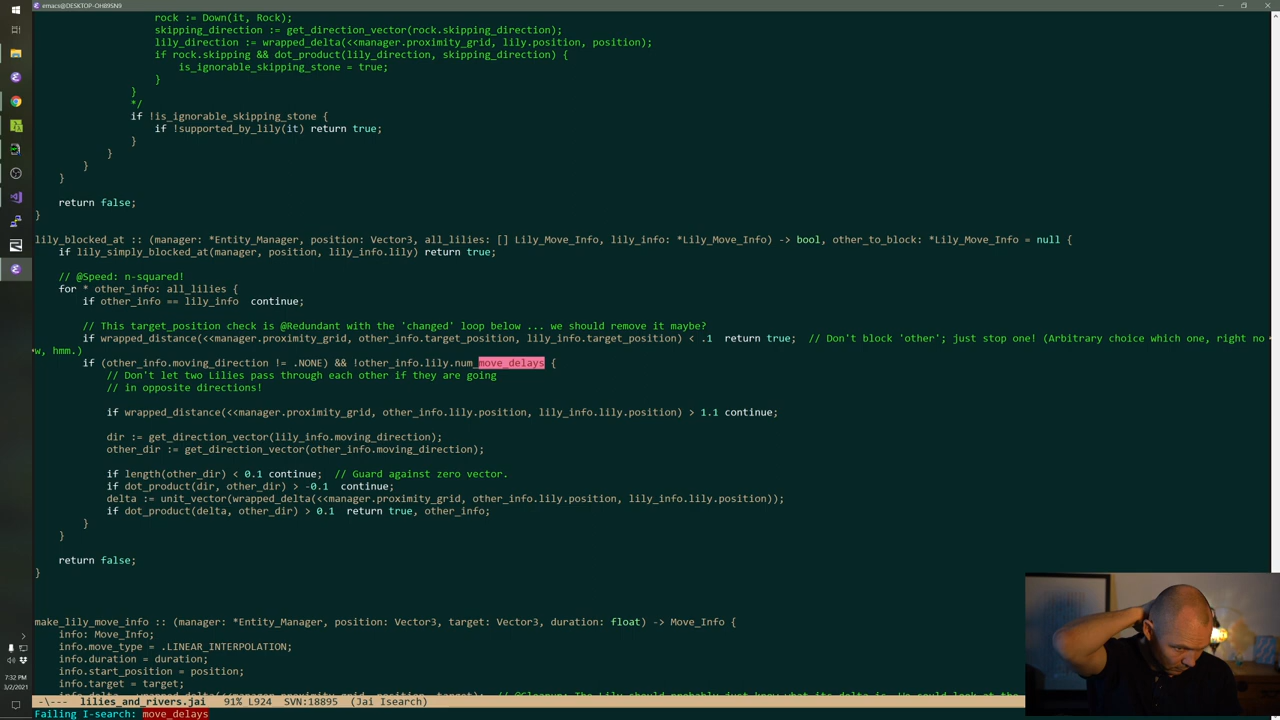 emacs@DESKTOP-OH89SN9
rock := Down(it, Rock);
skipping_direction := get_direction_vector(rock.skipping_direction);
lily_direction := wrapped_delta(<<manager.proximity_grid, lily.position, position);
if rock.skipping && dot_product(lily_direction, skipping_direction) {
is_ignorable_skipping_stone = true;
}
}
*/
if !is_ignorable_skipping_stone {
if !supported_by_lily(it) return true;
}
}
}
}
return false;
}
lily_blocked_at :: (manager: *Entity_Manager, position: Vector3, all_lilies: [] Lily_Move_Info, lily_info: *Lily_Move_Info) -> bool, other_to_block: *Lily_Move_Info = null {
if lily_simply_blocked_at(manager, position, lily_info.lily) return true;
// @Speed: n-squared!
for * other_info: all_lilies {
if other_info == lily_info  continue;
// This target_position check is @Redundant with the 'changed' loop below ... we should remove it maybe?
if wrapped_distance(<<manager.proximity_grid, other_info.target_position, lily_info.target_position) < .1  return true;  // Don't block 'other'; just stop one! (Arbitrary choice which one, right no
w, hmm.)
if (other_info.moving_direction != .NONE) && !other_info.lily.num_move_delays {
// Don't let two Lilies pass through each other if they are going
// in opposite directions!
if wrapped_distance(<<manager.proximity_grid, other_info.lily.position, lily_info.lily.position) > 1.1 continue;
dir := get_direction_vector(lily_info.moving_direction);
other_dir := get_direction_vector(other_info.moving_direction);
if length(other_dir) < 0.1 continue;  // Guard against zero vector.
if dot_product(dir, other_dir) > -0.1  continue;
delta := unit_vector(wrapped_delta(<<manager.proximity_grid, other_info.lily.position, lily_info.lily.position));
if dot_product(delta, other_dir) > 0.1  return true, other_info;
}
}
return false;
}
make_lily_move_info :: (manager: *Entity_Manager, position: Vector3, target: Vector3, duration: float) -> Move_Info {
info: Move_Info;
info.move_type = .LINEAR_INTERPOLATION;
info.duration = duration;
info.start_position = position;
info.target = target;
-\---  lilies_and_rivers.jai   91% L924  SVN:18895  (Jai Isearch)
Failing I-search: move_delays
7:32 PM
5/2/2021